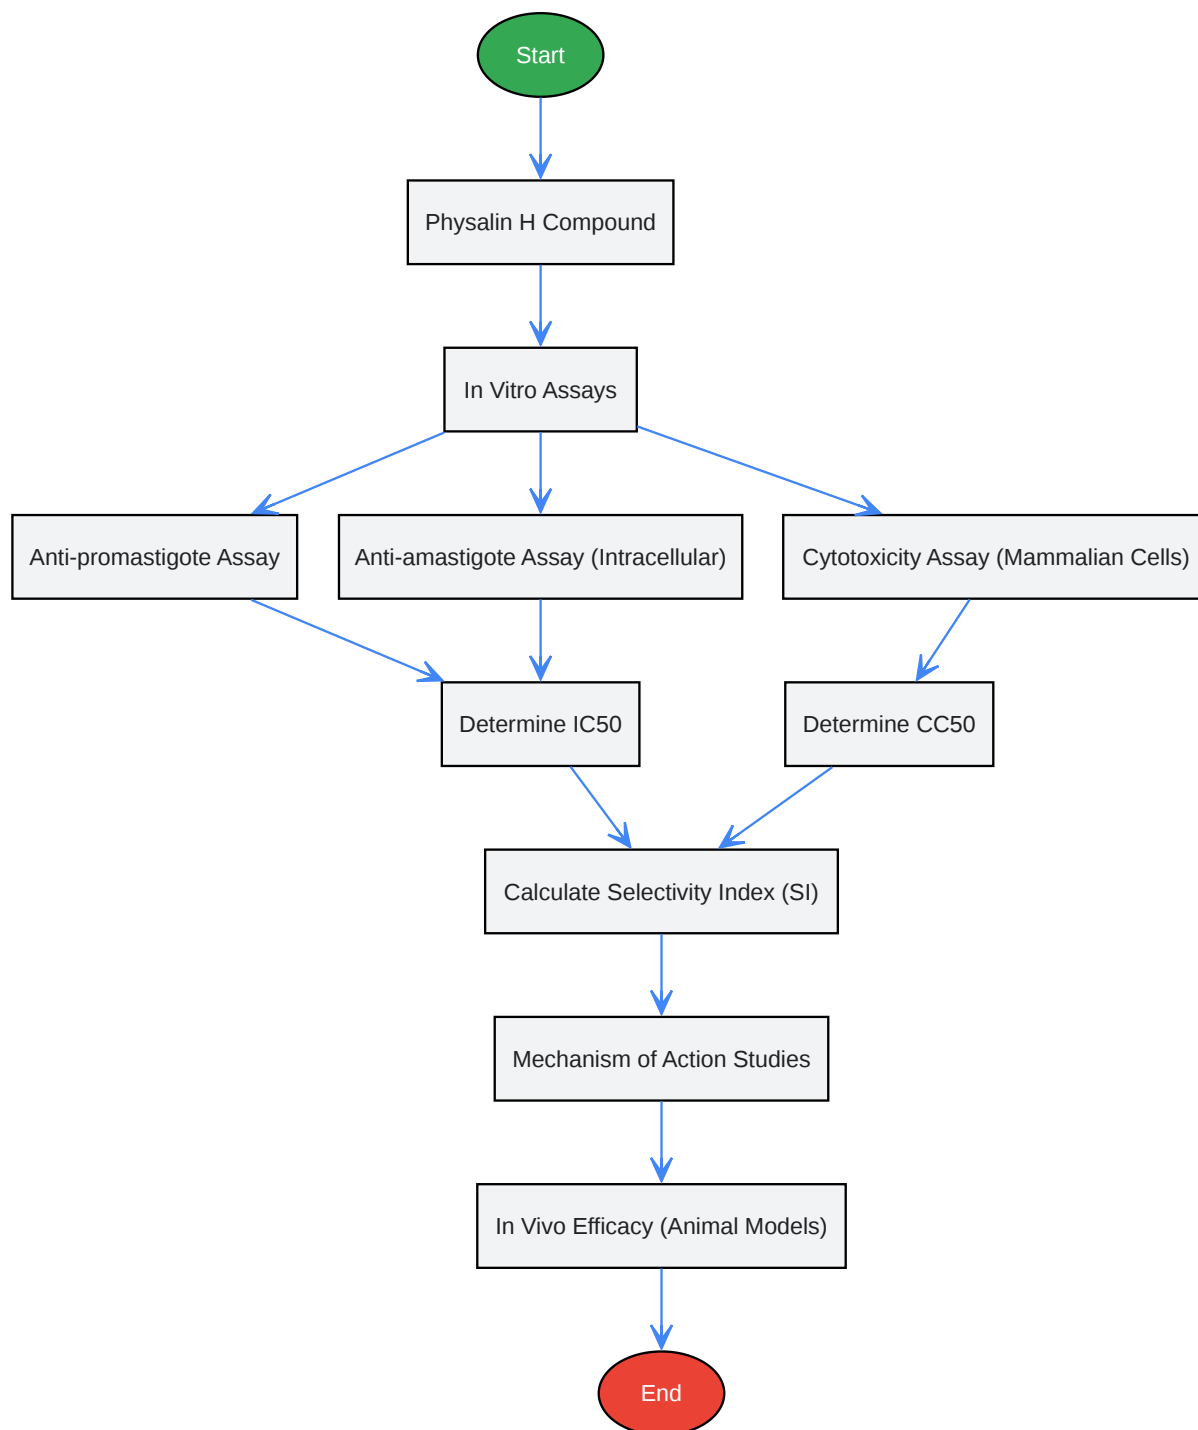 Start
Physalin H Compound
In Vitro Assays
Anti-promastigote Assay
Anti-amastigote Assay (Intracellular)
Cytotoxicity Assay (Mammalian Cells)
Determine IC50
Determine CC50
Calculate Selectivity Index (SI)
Mechanism of Action Studies
In Vivo Efficacy (Animal Models)
End